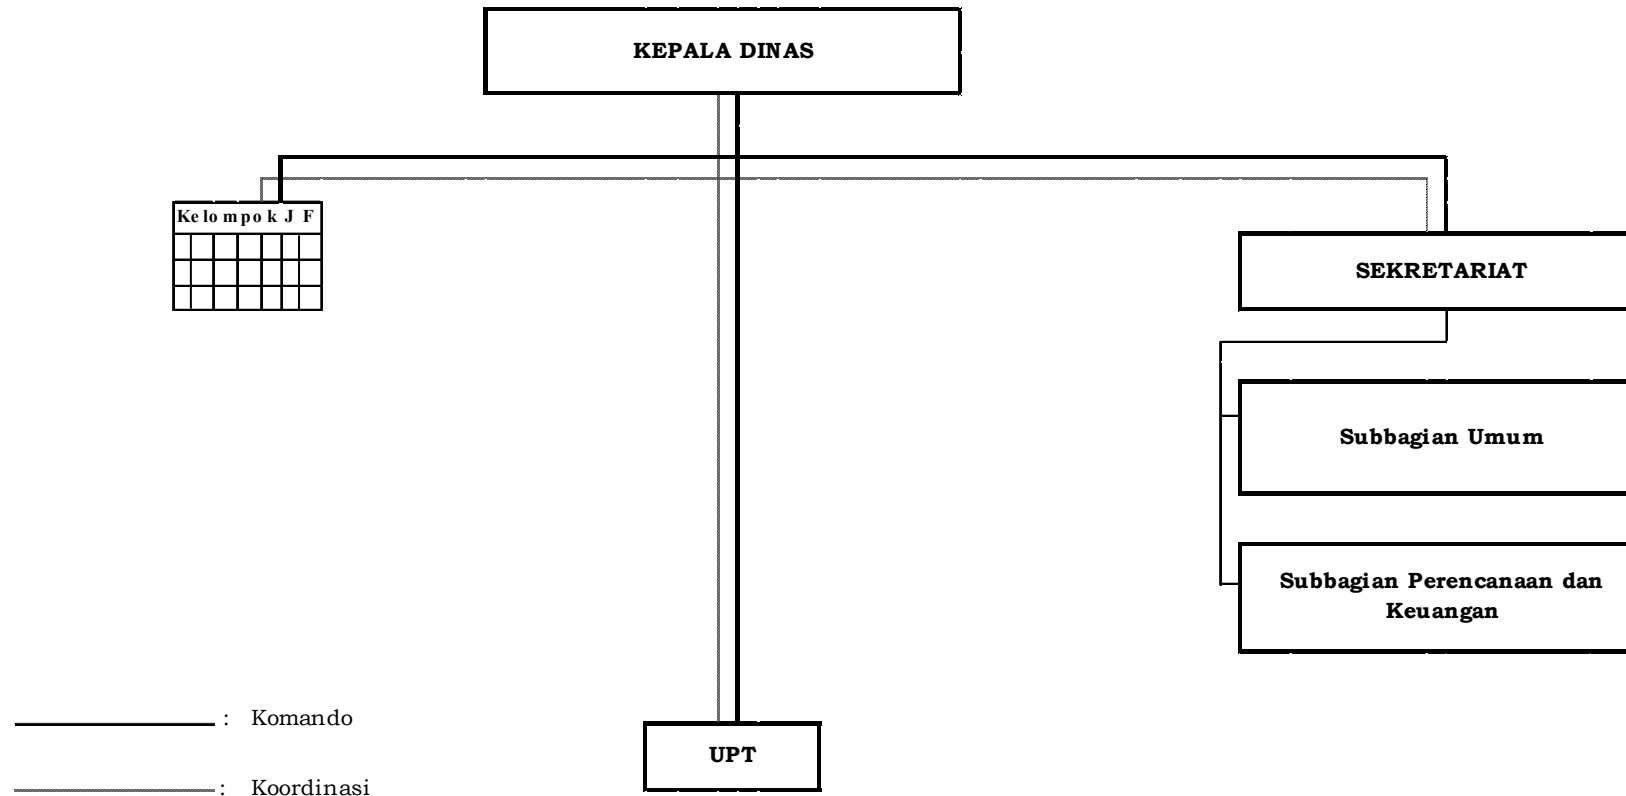 KEPALA DINAS
Kelompok J F
SEKRETARIAT
Subbagian Umum
Subbagian Perencanaan dan
Keuangan
: Komando
UPT
: Koordinasi